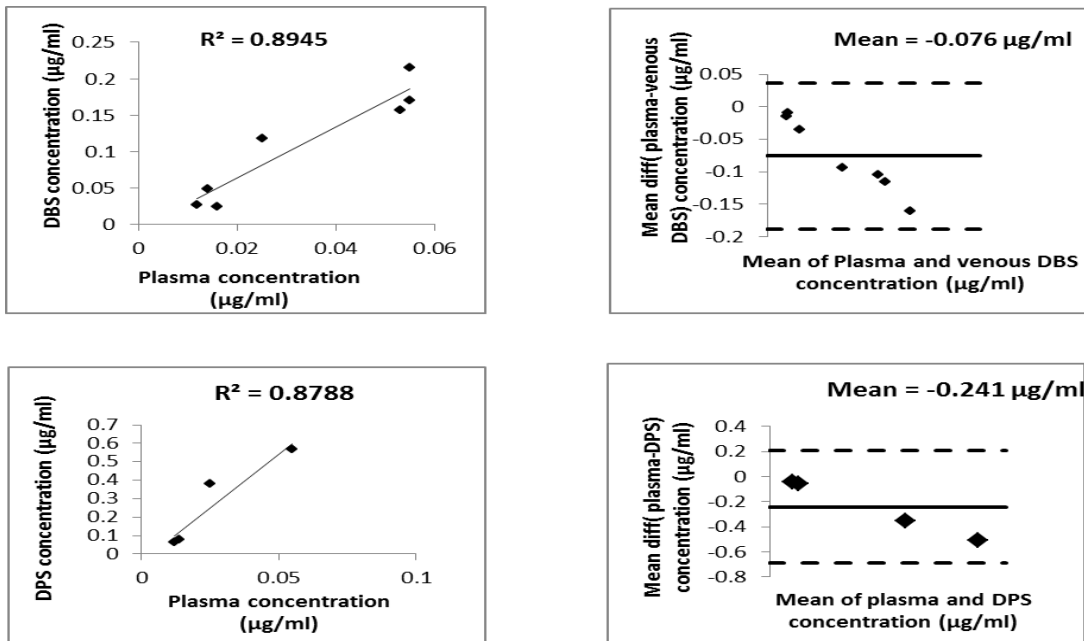 R² = 0.8945
DBS concentration (µg/ml)
0.25
0.2
0.15
0.1
0.05
0
0
0.02
0.04
0.06
Plasma concentration
(µg/ml)
Mean = -0.076 µg/ml
Mean diff( plasma-venous
DBS) concentration (µg/ml)
0.05
0
-0.05
-0.1
-0.15
-0.2
Mean of Plasma and venous DBS
concentration (µg/ml)
R² = 0.8788
DPS concentration (µg/ml)
0.7
0.6
0.5
0.4
0.3
0.2
0.1
0
0
0.05
0.1
Plasma concentration
(µg/ml)
Mean = -0.241 µg/ml
Mean diff( plasma-DPS)
concentration (µg/ml)
0.4
0.2
0
-0.2
-0.4
-0.6
-0.8
Mean of plasma and DPS
concentration (µg/ml)